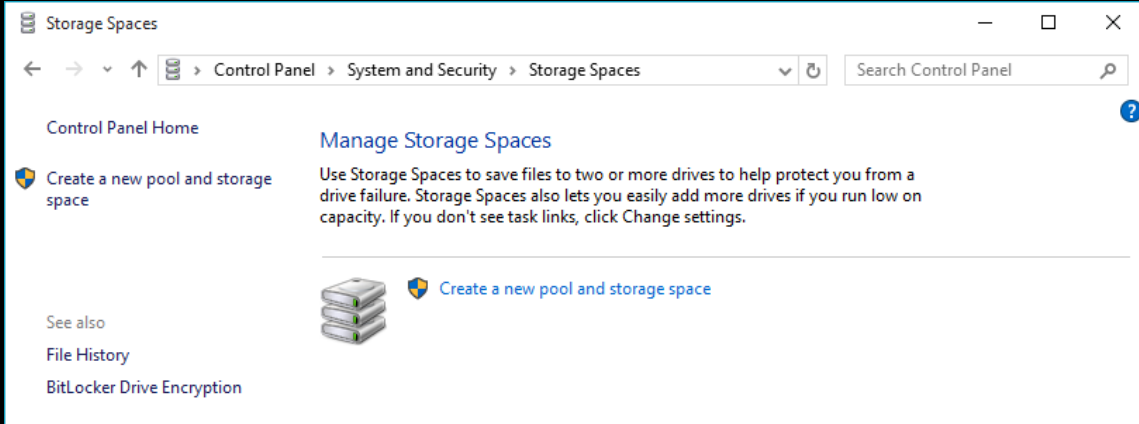 Storage Spaces
Control Panel > System and Security > Storage Spaces
Search Control Panel
?
Control Panel Home
Create a new pool and storage
space
Manage Storage Spaces
Use Storage Spaces to save files to two or more drives to help protect you from a
drive failure. Storage Spaces also lets you easily add more drives if you run low on
capacity. If you don't see task links, click Change settings.
Create a new pool and storage space
See also
File History
BitLocker Drive Encryption